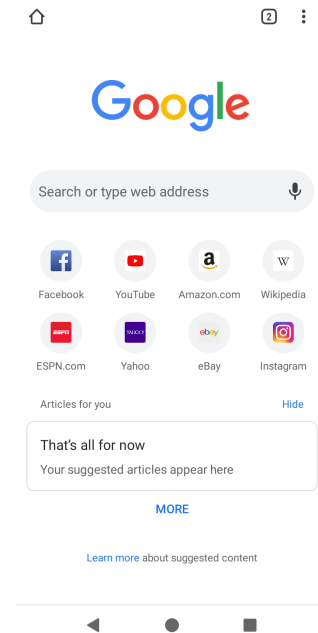 2
Google
Search or type web address
Facebook
YouTube
Amazon.com
Wikipedia
ESPN.com
Yahoo
eBay
Instagram
Articles for you
Hide
That's all for now
Your suggested articles appear here
MORE
Learn more about suggested content